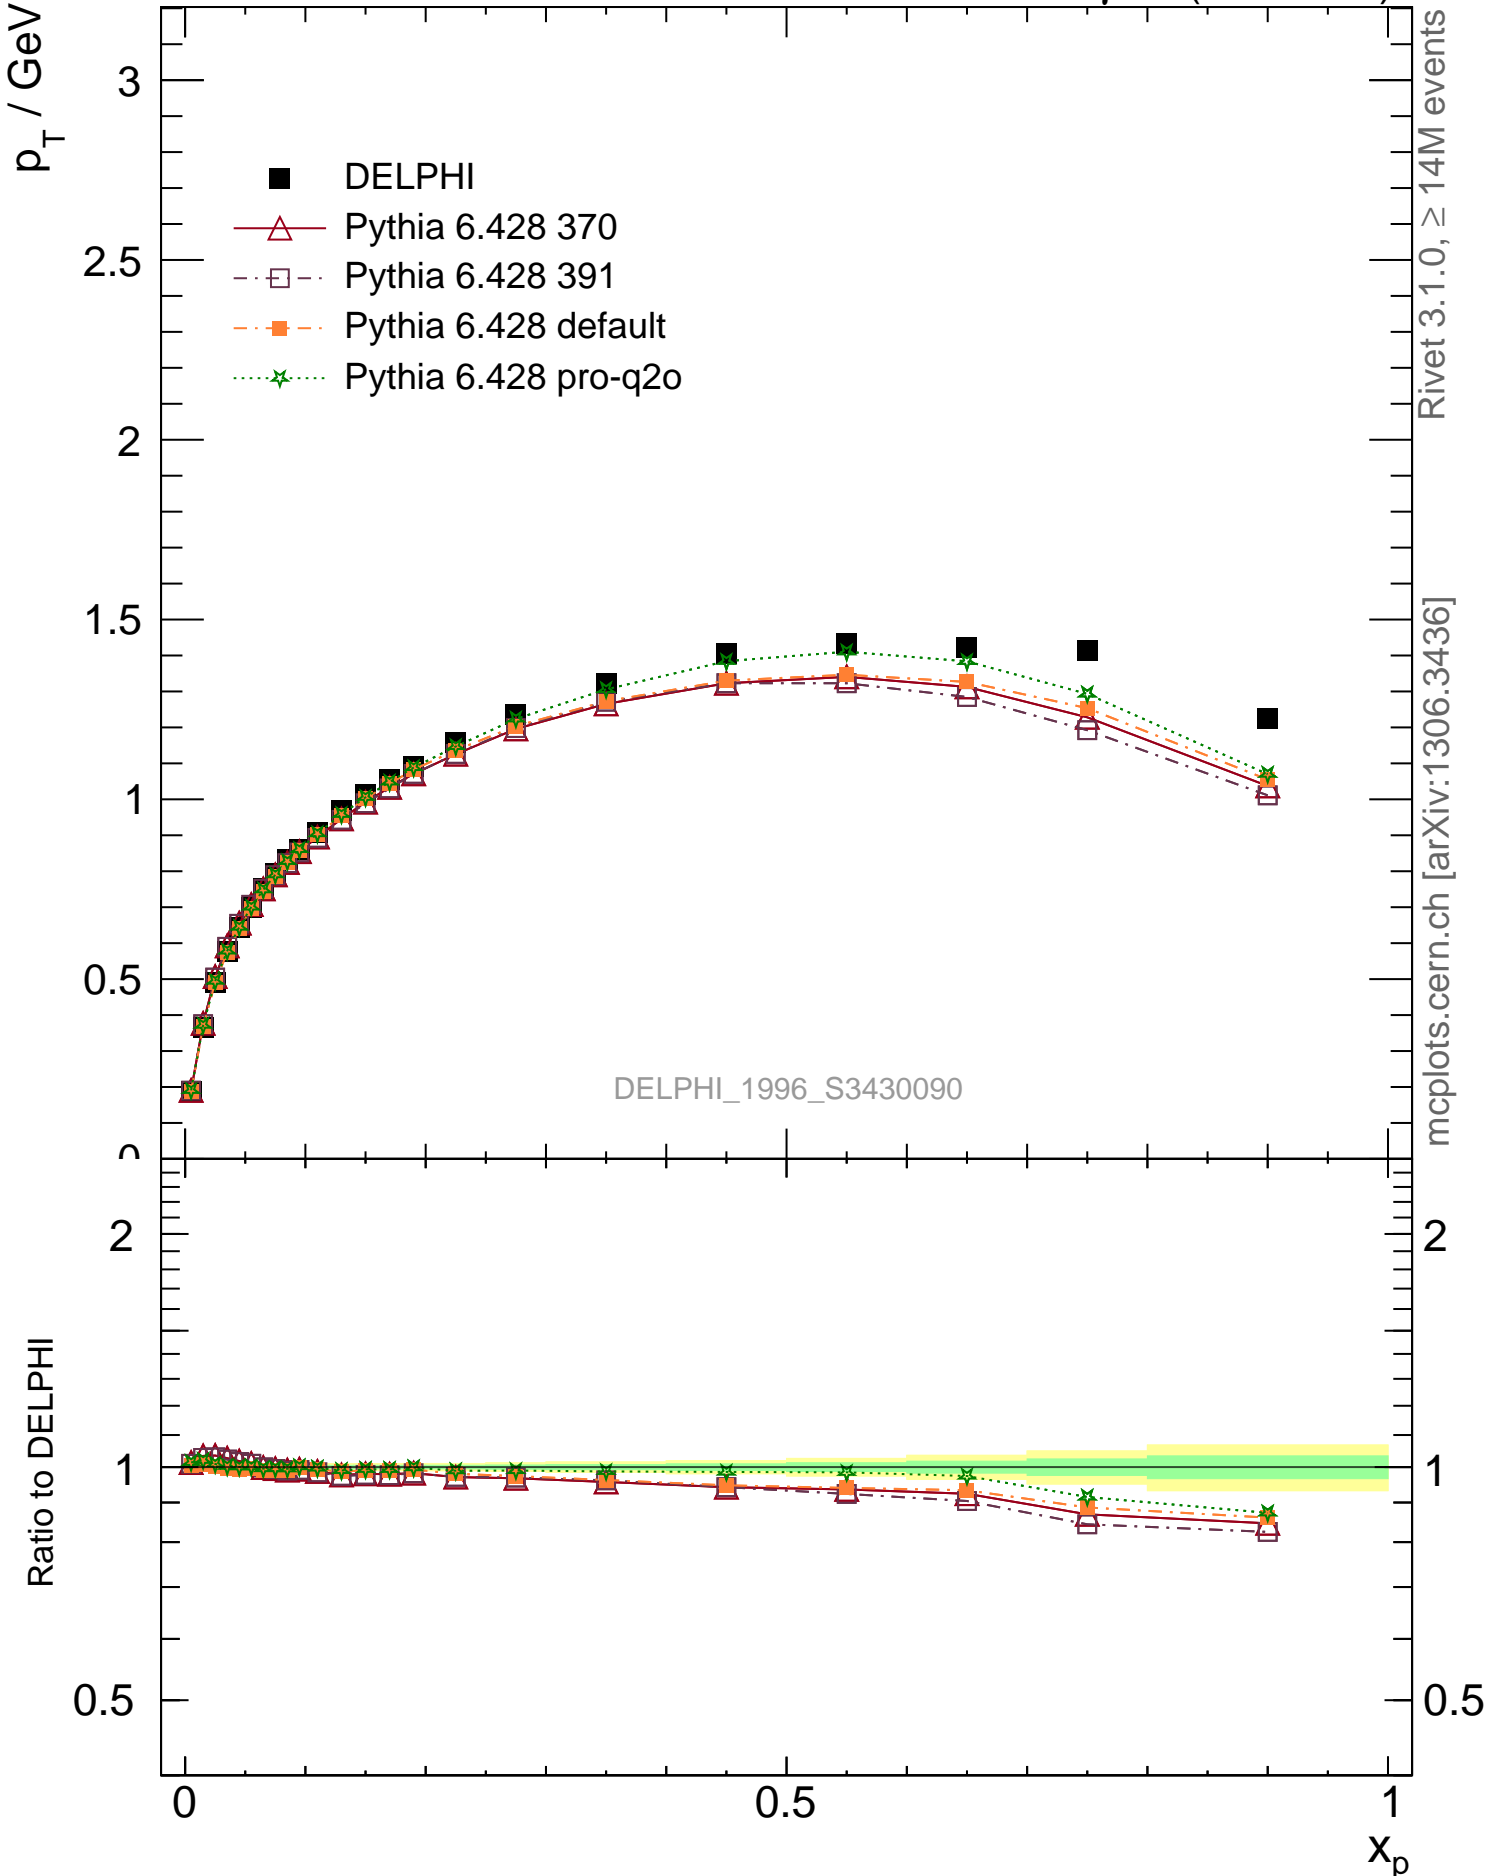 p_T / GeV
3
2.5
2
1.5
1
0.5
0
DELPHI
Pythia 6.428 370
Pythia 6.428 391
Pythia 6.428 default
Pythia 6.428 pro-q2o
DELPHI_1996_S3430090
Rivet 3.1.0, ≥ 14M events
mcplots.cern.ch [arXiv:1306.3436]
Ratio to DELPHI
2
1
0.5
2
1
0.5
0
0.5
1
x_p